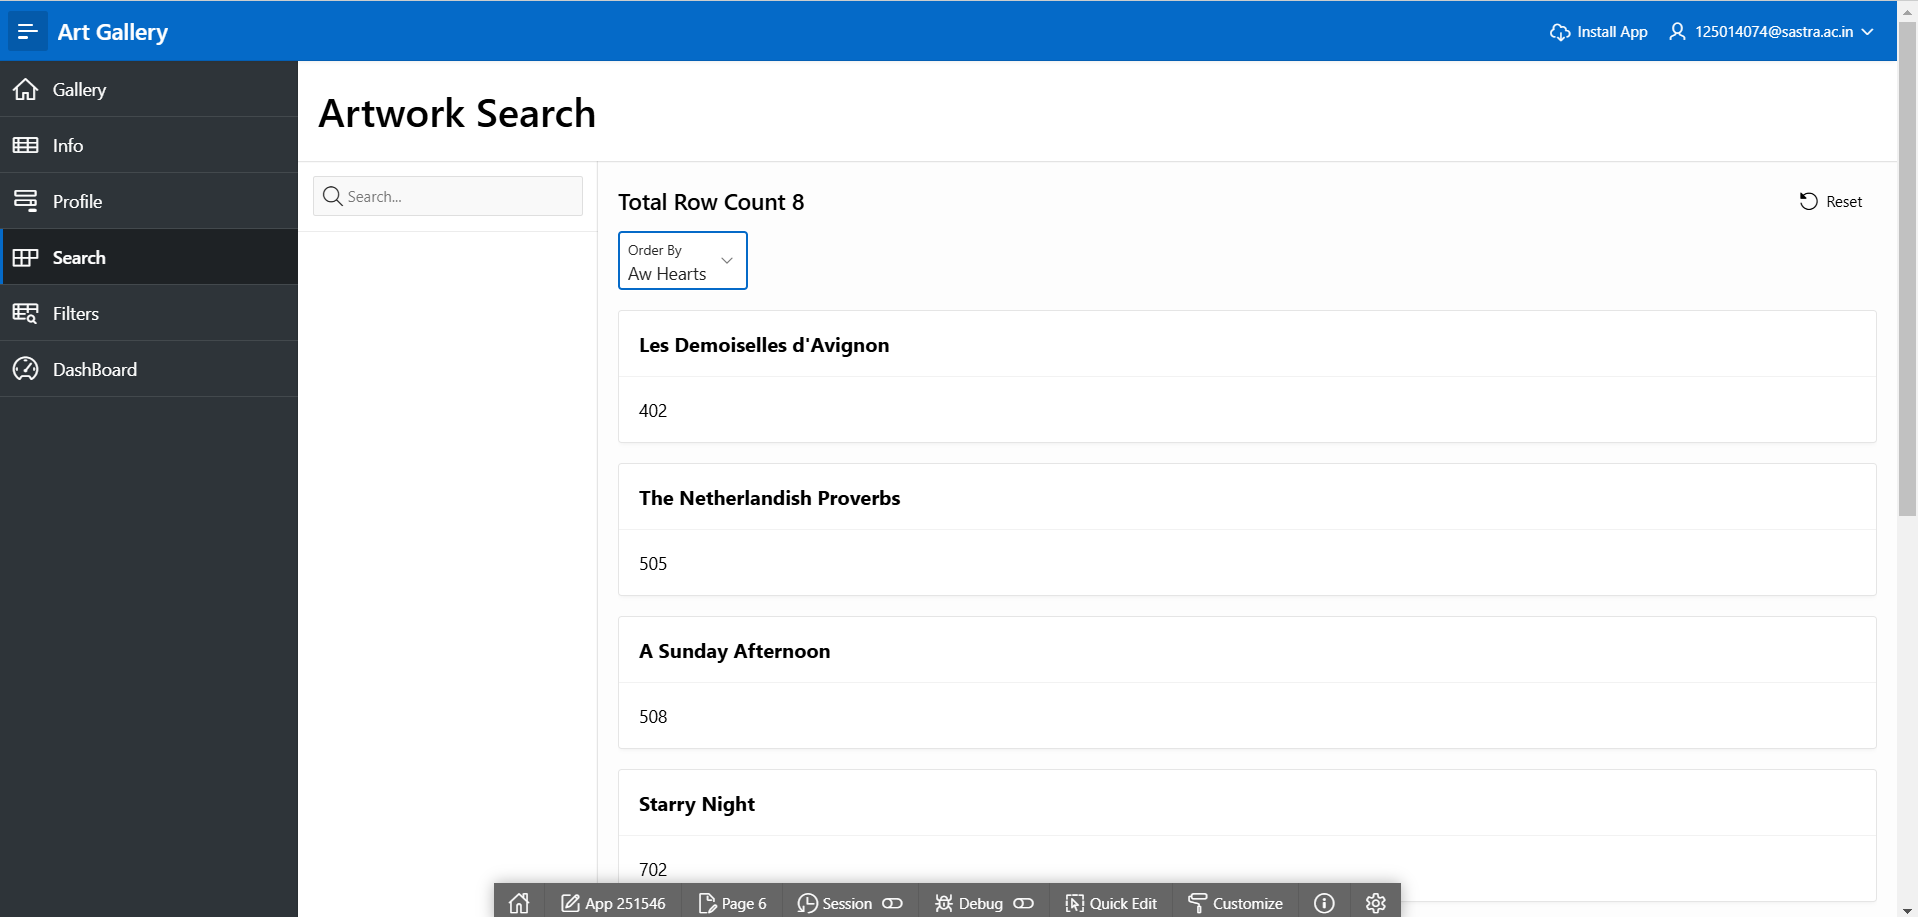 Art Gallery
Install App
125014074@sastra.ac.in
Gallery
Info
Profile
Search
Filters
DashBoard
Artwork Search
Search...
Total Row Count 8
Reset
Order By
Aw Hearts
Les Demoiselles d'Avignon
402
The Netherlandish Proverbs
505
A Sunday Afternoon
508
Starry Night
702
App 251546
Page 6
Session
Debug
Quick Edit
Customize